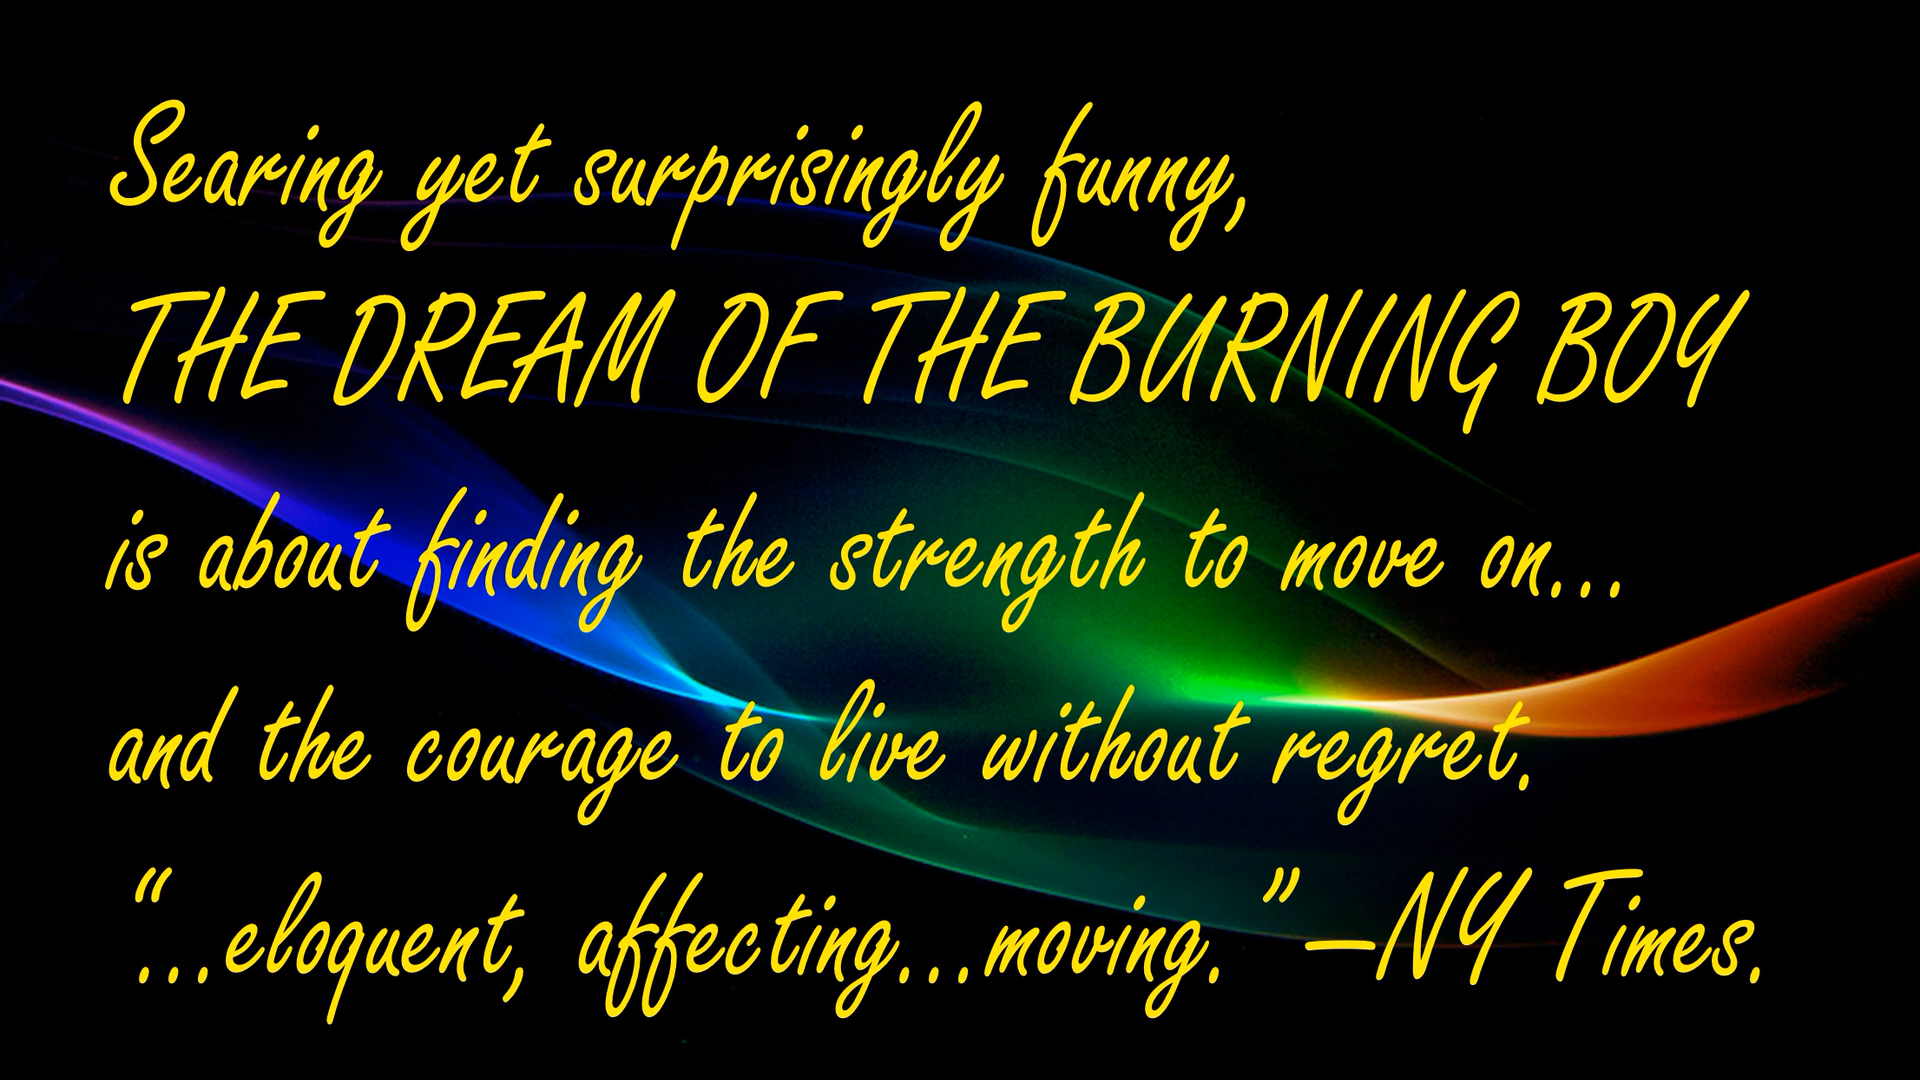 Searing yet surprisingly funny,
THE DREAM OF THE BURNING BOY
is about finding the strength to move on...
and the courage to live without regret.
“...eloquent, affecting...moving.”—NY Times.